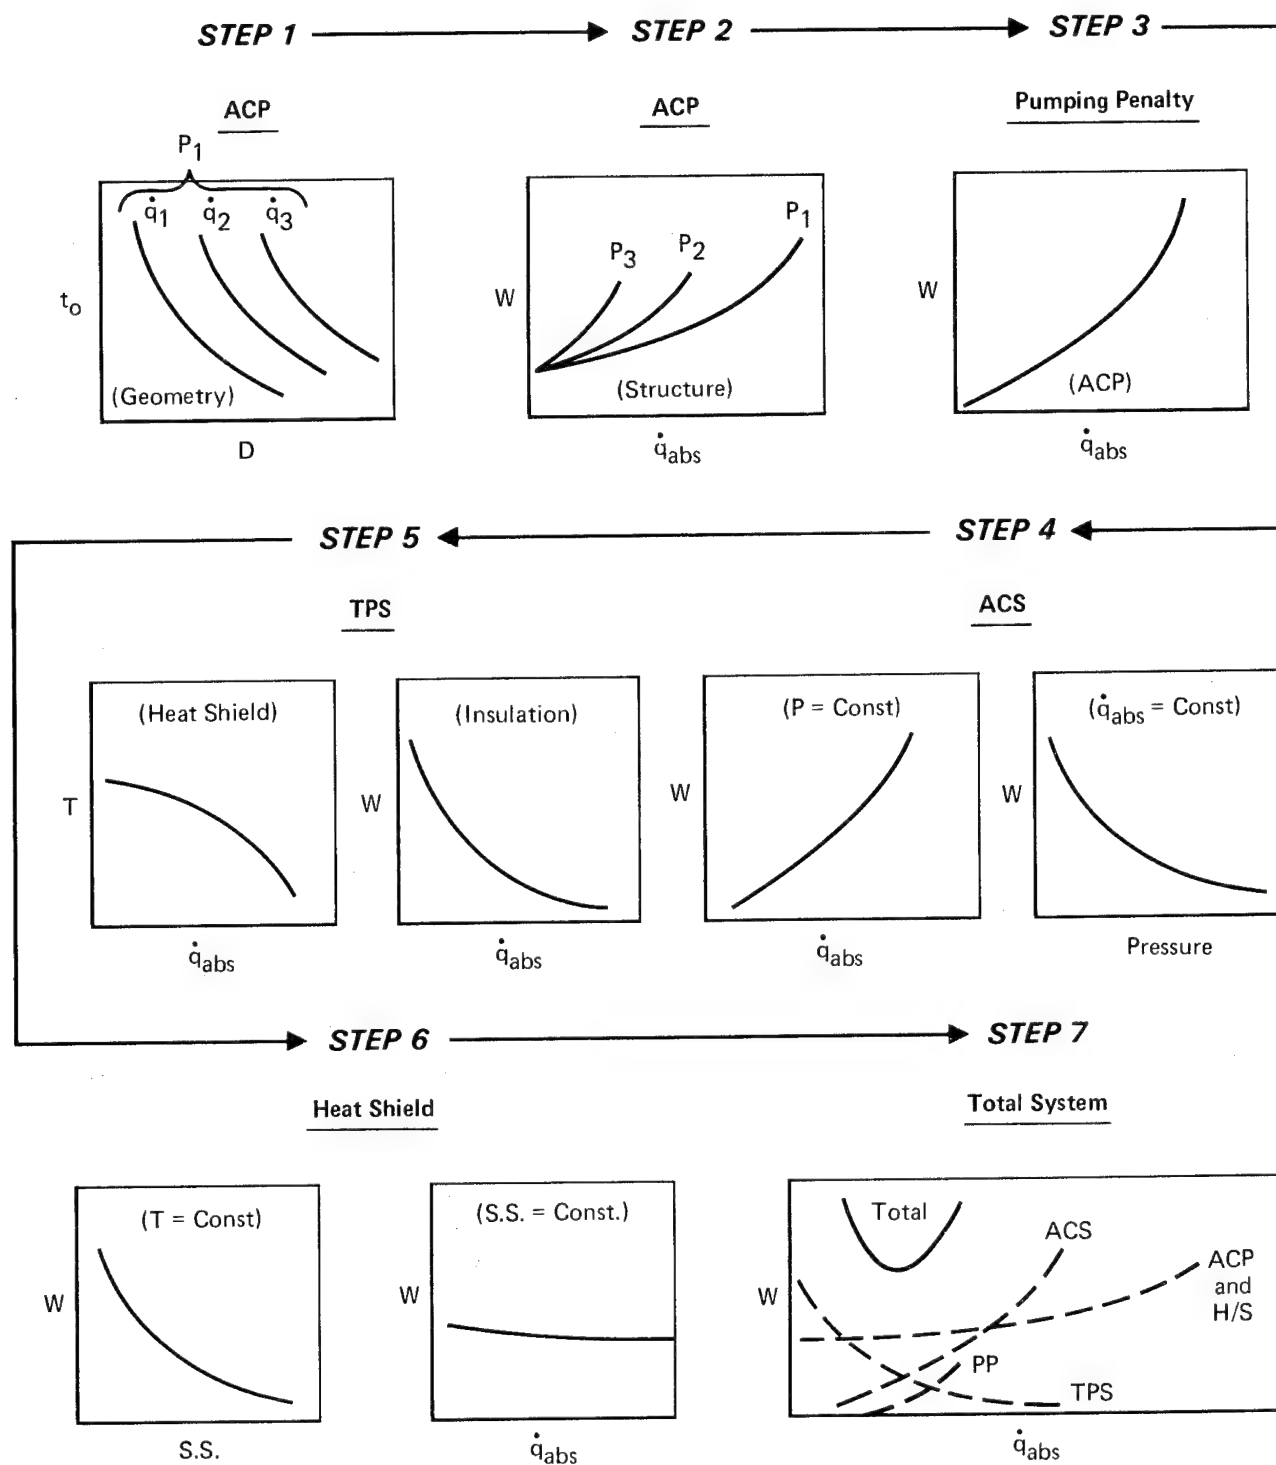 STEP 1 STEP 2 STEP 3
ACP
P1
q̇1 q̇2 q̇3
to
(Geometry)
D
ACP
P3 P2 P1
W
(Structure)
q̇abs
Pumping Penalty
W
(ACP)
q̇abs
STEP 5 STEP 4
TPS
(Heat Shield)
T
q̇abs
(Insulation)
W
q̇abs
ACS
(P = Const)
W
q̇abs
(q̇abs = Const)
W
Pressure
STEP 6 STEP 7
Heat Shield
(T = Const)
W
S.S.
(S.S. = Const.)
W
q̇abs
Total System
Total
ACS
ACP
and
H/S
W
PP
TPS
q̇abs